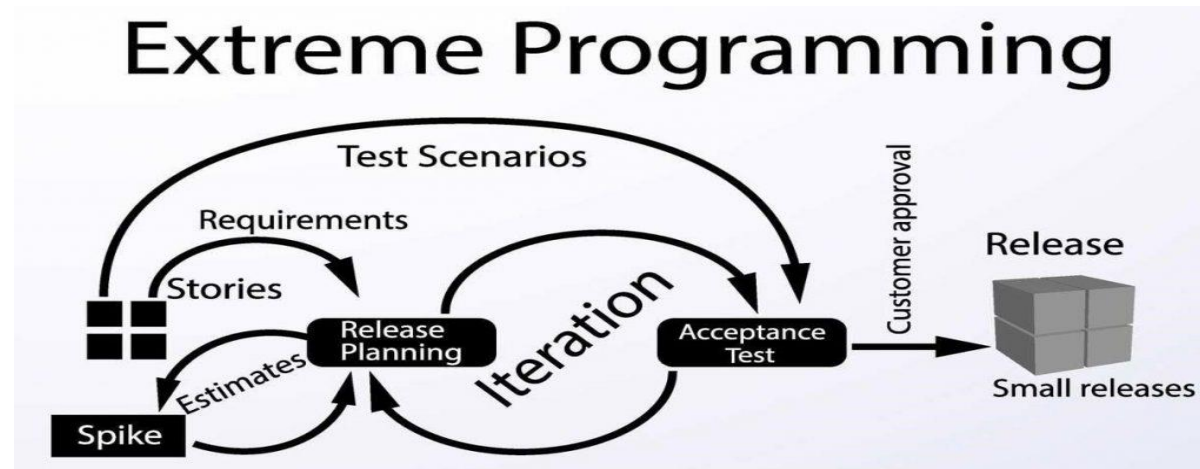 Extreme Programming
Test Scenarios
Requirements
Stories
Release
Planning
Estimates
Spike
Iteration
Acceptance
Test
Customer approval
Release
Small releases